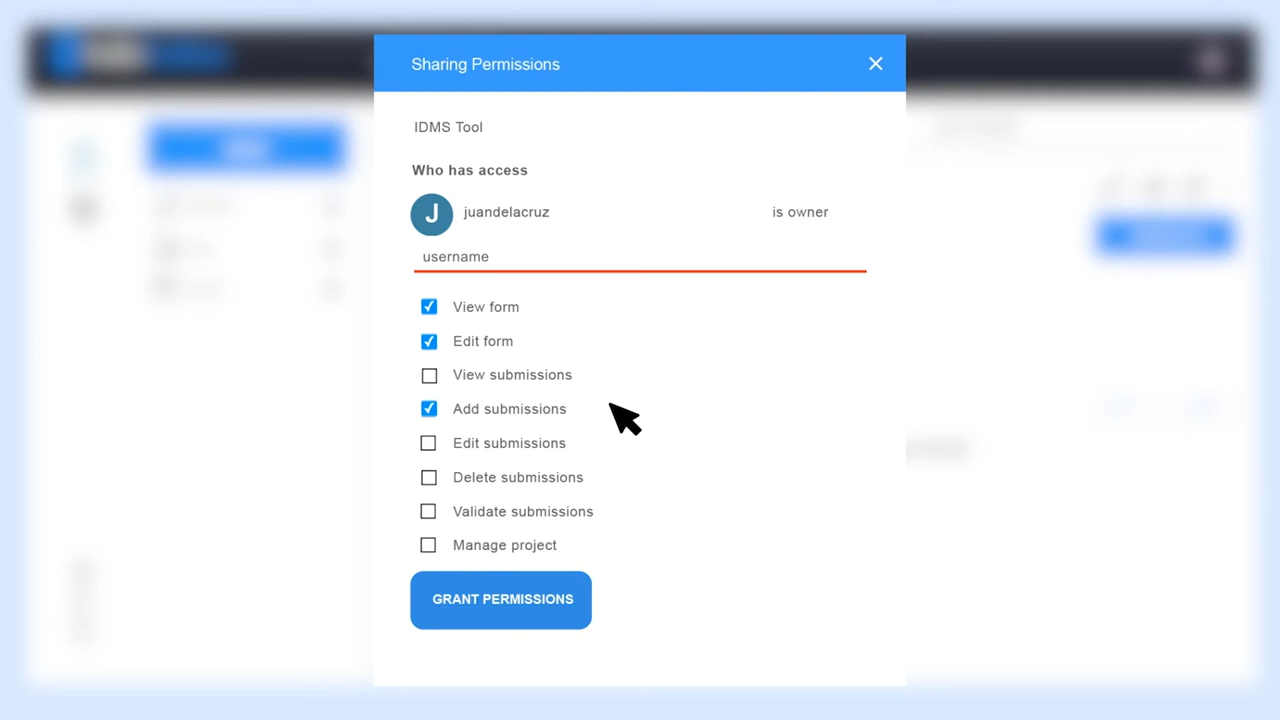 Sharing Permissions
IDMS Tool
Who has access
J juandelacruz is owner
username
View form
Edit form
View submissions
Add submissions
Edit submissions
Delete submissions
Validate submissions
Manage project
GRANT PERMISSIONS